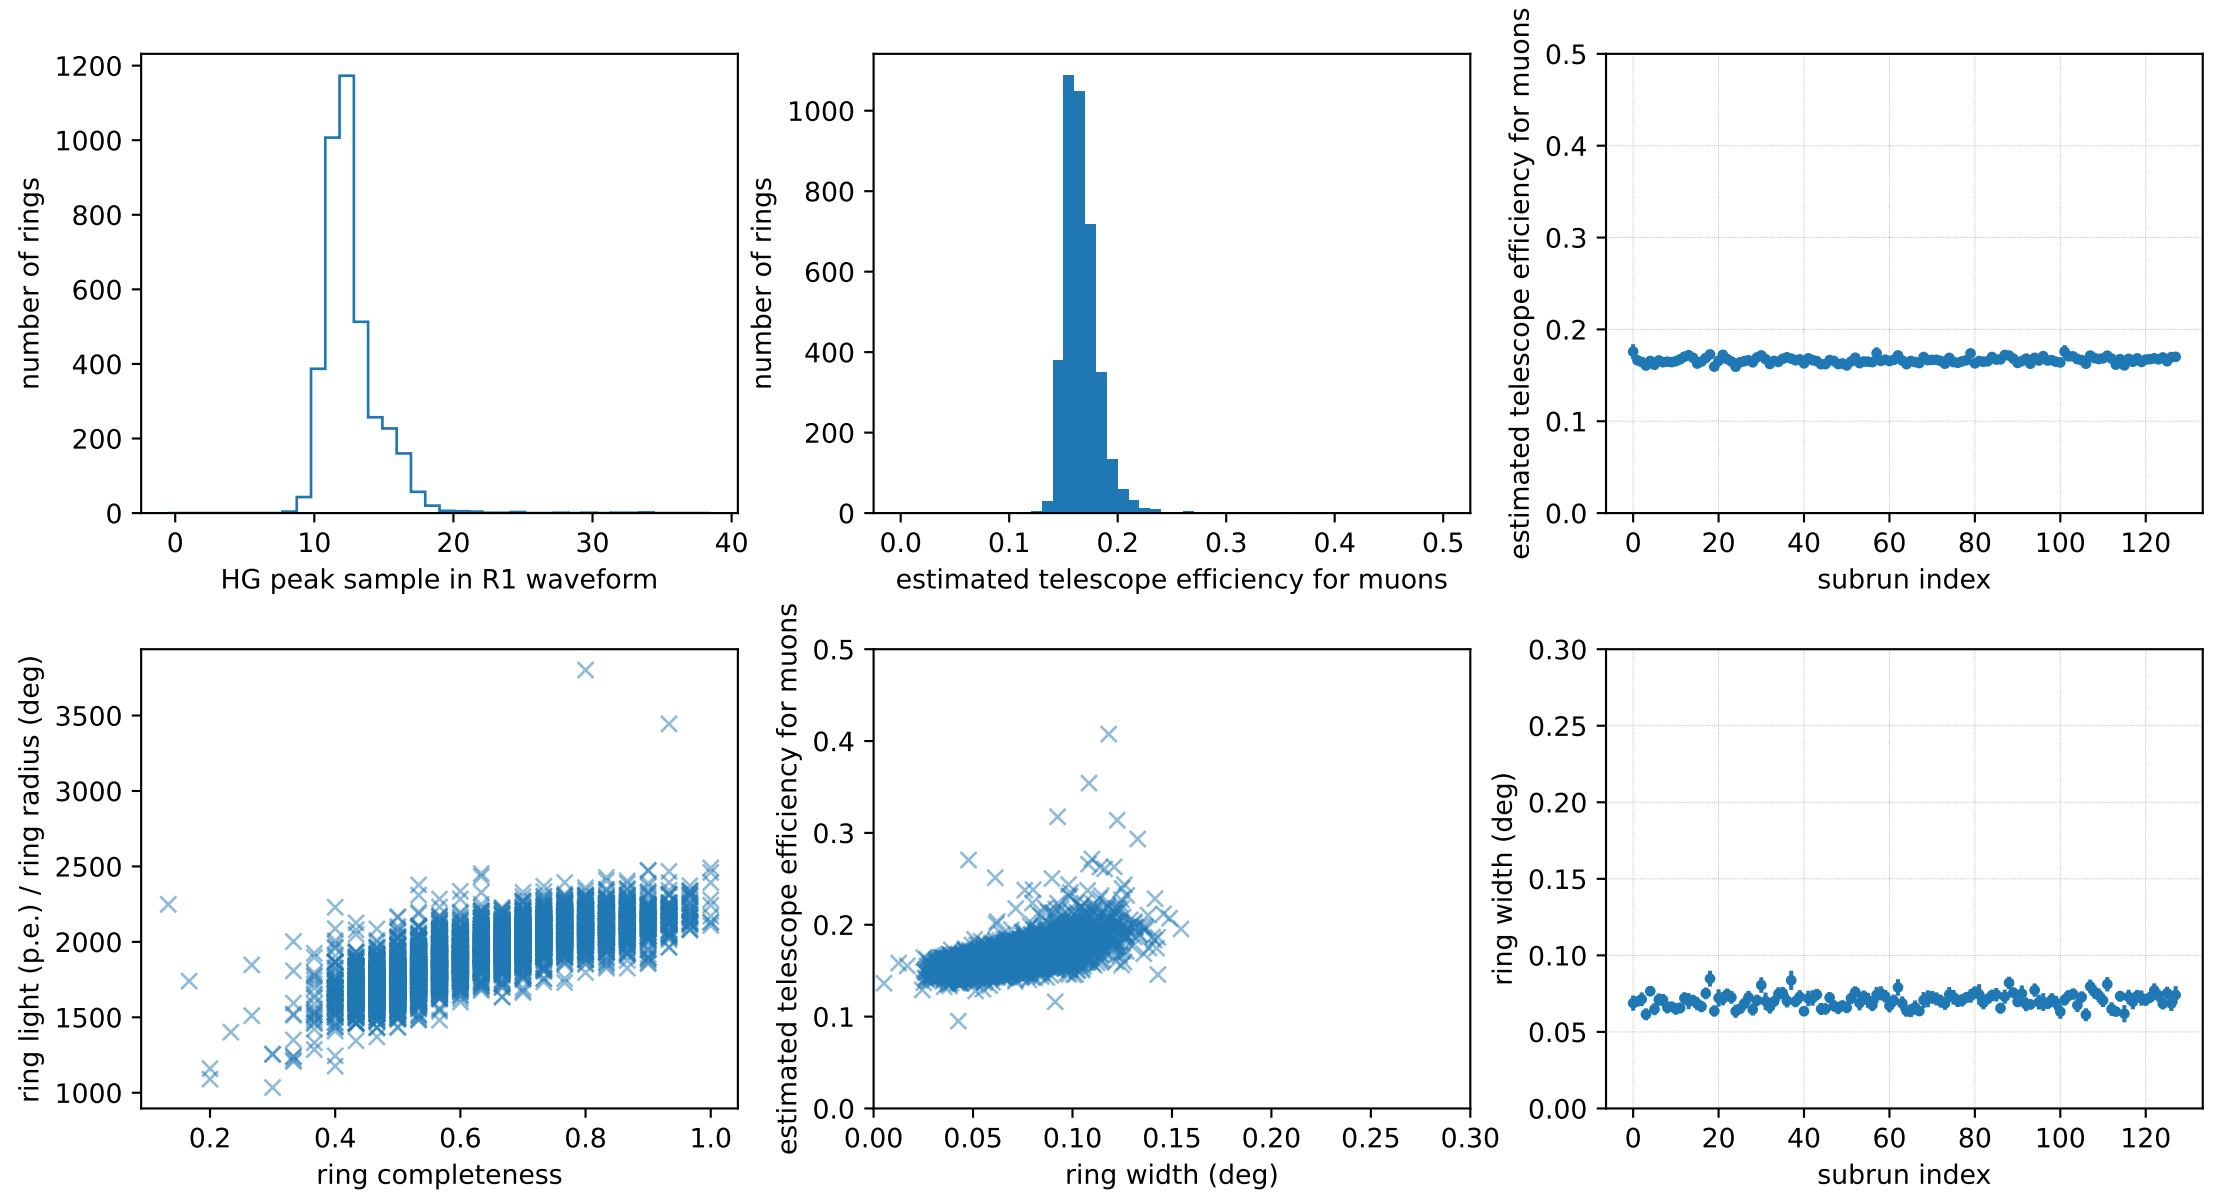 number of rings
1200
1000
800
600
400
200
0
0 10 20 30 40
HG peak sample in R1 waveform
number of rings
1000
800
600
400
200
0
0.0 0.1 0.2 0.3 0.4 0.5
estimated telescope efficiency for muons
estimated telescope efficiency for muons
0.5
0.4
0.3
0.2
0.1
0.0
0 20 40 60 80 100 120
subrun index
ring light (p.e.) / ring radius (deg)
3500
3000
2500
2000
1500
1000
0.2 0.4 0.6 0.8 1.0
ring completeness
estimated telescope efficiency for muons
0.5
0.4
0.3
0.2
0.1
0.0
0.00 0.05 0.10 0.15 0.20 0.25 0.30
ring width (deg)
ring width (deg)
0.30
0.25
0.20
0.15
0.10
0.05
0.00
0 20 40 60 80 100 120
subrun index